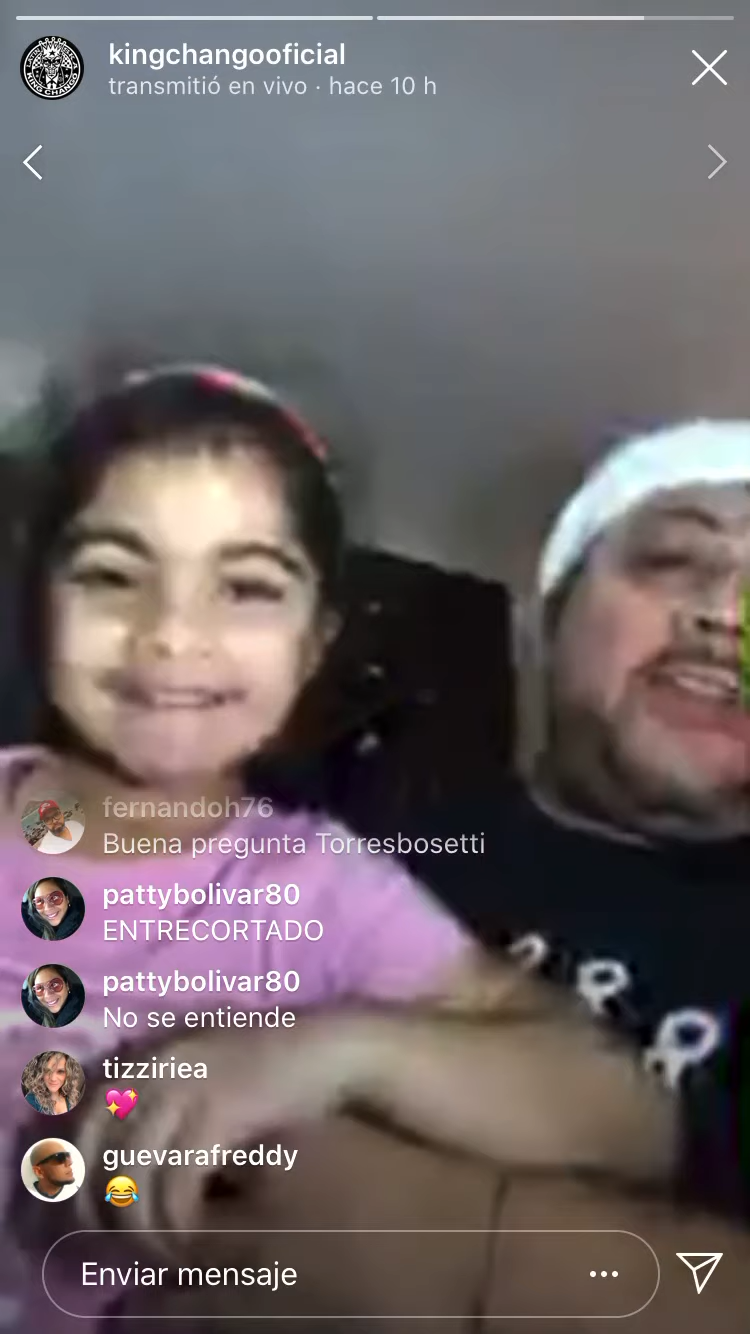 kingchangooficial
transmitió en vivo · hace 10 h
fernandoh76
Buena pregunta Torresbosetti
pattybolivar80
ENTRECORTADO
pattybolivar80
No se entiende
tizziriea
💖
guevarafreddy
😂
Enviar mensaje